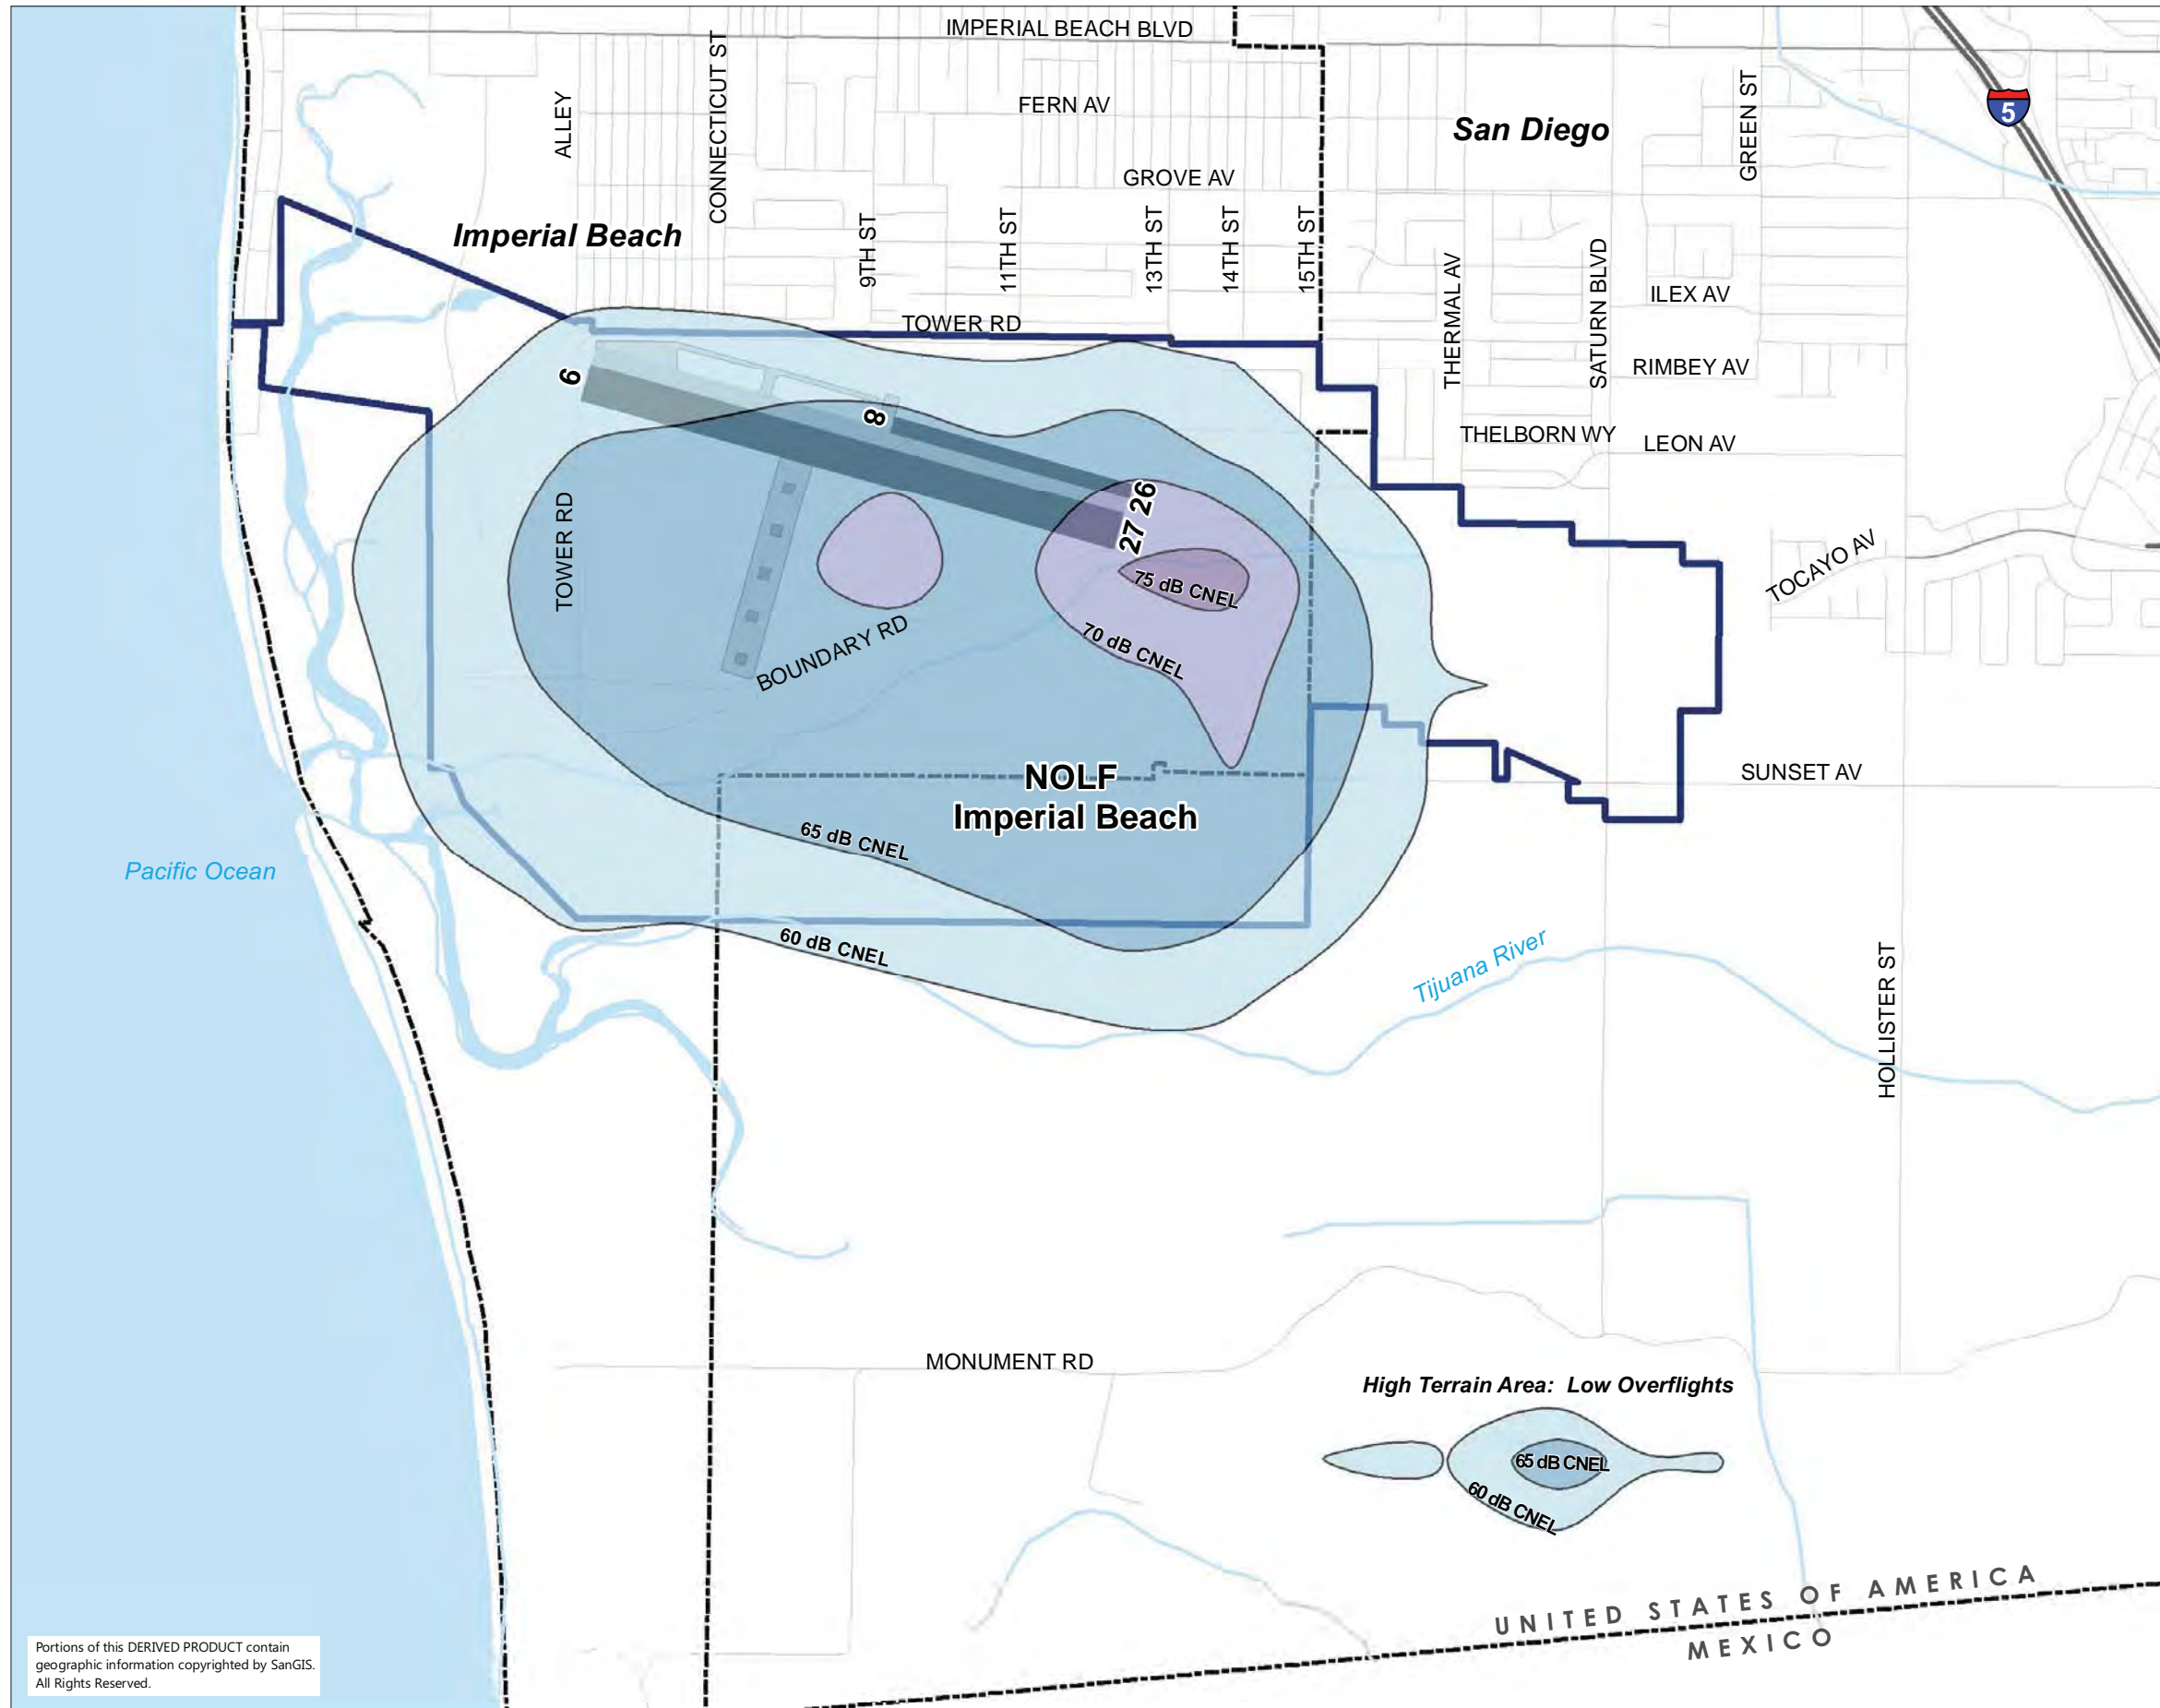 IMPERIAL BEACH BLVD
ALLEY
CONNECTICUT ST
FERN AV
San Diego
GREEN ST
5
GROVE AV
Imperial Beach
9TH ST
11TH ST
13TH ST
14TH ST
15TH ST
THERMAL AV
SATURN BLVD
ILEX AV
TOWER RD
RIMBEY AV
9
8
THELBORN WY
LEON AV
26
27
TOWER RD
TOCAYO AV
75 dB CNEL
BOUNDARY RD
70 dB CNEL
NOLF
Imperial Beach
SUNSET AV
65 dB CNEL
Pacific Ocean
60 dB CNEL
Tijuana River
HOLLISTER ST
MONUMENT RD
High Terrain Area: Low Overflights
65 dB CNEL
60 dB CNEL
UNITED STATES OF AMERICA
MEXICO
Portions of this DERIVED PRODUCT contain
geographic information copyrighted by SanGIS.
All Rights Reserved.